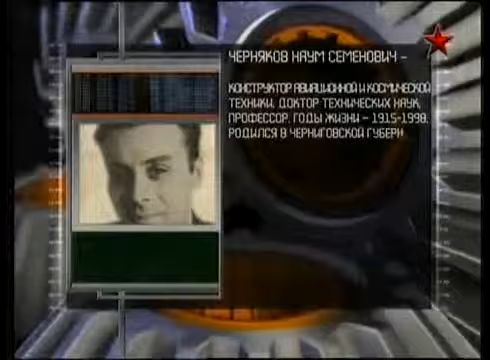 ЧЕРНЯКОВ НАУМ СЕМЕНОВИЧ –
КОНСТРУКТОР АВИАЦИОННОЙ И КОСМИЧЕСКОЙ
ТЕХНИКИ. ДОКТОР ТЕХНИЧЕСКИХ НАУК,
ПРОФЕССОР. ГОДЫ ЖИЗНИ – 1915-1998.
РОДИЛСЯ В ЧЕРНИГОВСКОЙ ГУБЕРН